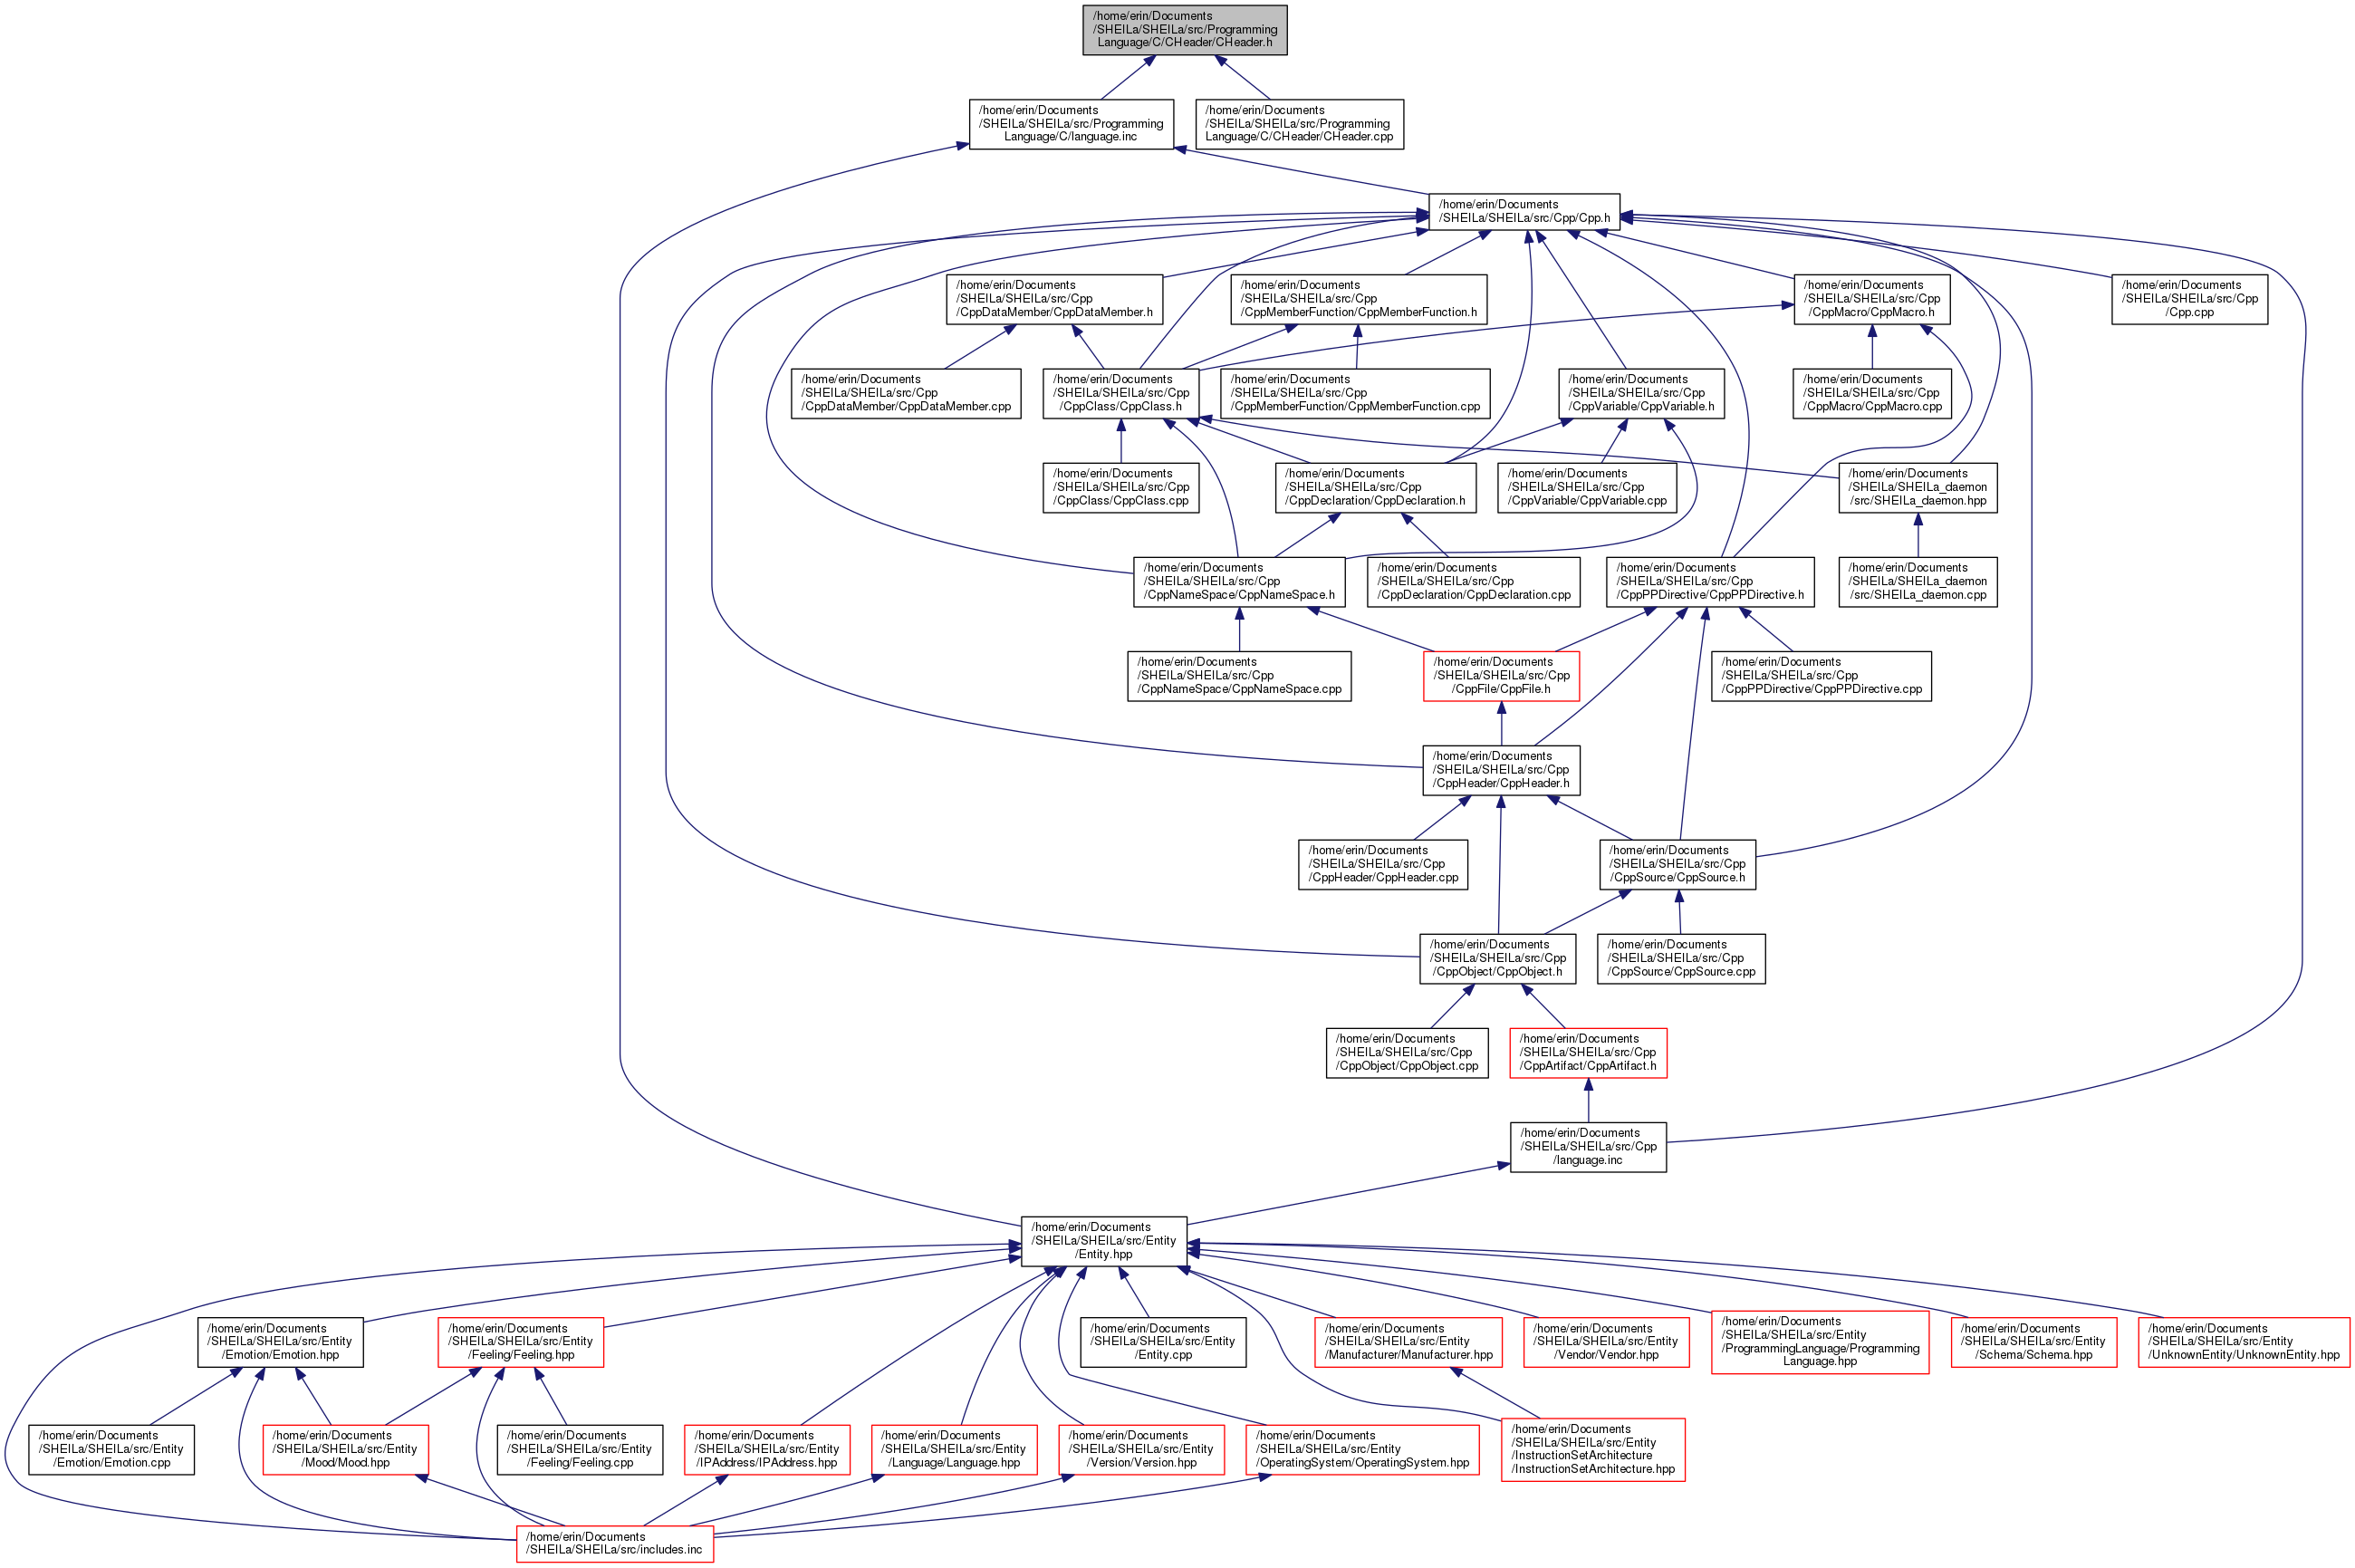 /home/erin/Documents
/SHEILa/SHEILa/src/Programming
Language/C/CHeader/CHeader.h
/home/erin/Documents
/SHEILa/SHEILa/src/Programming
Language/C/language.inc
/home/erin/Documents
/SHEILa/SHEILa/src/Programming
Language/C/CHeader/CHeader.cpp
/home/erin/Documents
/SHEILa/SHEILa/src/Cpp/Cpp.h
/home/erin/Documents
/SHEILa/SHEILa/src/Cpp
/CppDataMember/CppDataMember.h
/home/erin/Documents
/SHEILa/SHEILa/src/Cpp
/CppMemberFunction/CppMemberFunction.h
/home/erin/Documents
/SHEILa/SHEILa/src/Cpp
/CppMacro/CppMacro.h
/home/erin/Documents
/SHEILa/SHEILa/src/Cpp
/Cpp.cpp
/home/erin/Documents
/SHEILa/SHEILa/src/Cpp
/CppDataMember/CppDataMember.cpp
/home/erin/Documents
/SHEILa/SHEILa/src/Cpp
/CppClass/CppClass.h
/home/erin/Documents
/SHEILa/SHEILa/src/Cpp
/CppMemberFunction/CppMemberFunction.cpp
/home/erin/Documents
/SHEILa/SHEILa/src/Cpp
/CppVariable/CppVariable.h
/home/erin/Documents
/SHEILa/SHEILa/src/Cpp
/CppMacro/CppMacro.cpp
/home/erin/Documents
/SHEILa/SHEILa/src/Cpp
/CppClass/CppClass.cpp
/home/erin/Documents
/SHEILa/SHEILa/src/Cpp
/CppDeclaration/CppDeclaration.h
/home/erin/Documents
/SHEILa/SHEILa/src/Cpp
/CppVariable/CppVariable.cpp
/home/erin/Documents
/SHEILa/SHEILa_daemon
/src/SHEILa_daemon.hpp
/home/erin/Documents
/SHEILa/SHEILa/src/Cpp
/CppNameSpace/CppNameSpace.h
/home/erin/Documents
/SHEILa/SHEILa/src/Cpp
/CppDeclaration/CppDeclaration.cpp
/home/erin/Documents
/SHEILa/SHEILa/src/Cpp
/CppPPDirective/CppPPDirective.h
/home/erin/Documents
/SHEILa/SHEILa_daemon
/src/SHEILa_daemon.cpp
/home/erin/Documents
/SHEILa/SHEILa/src/Cpp
/CppNameSpace/CppNameSpace.cpp
/home/erin/Documents
/SHEILa/SHEILa/src/Cpp
/CppFile/CppFile.h
/home/erin/Documents
/SHEILa/SHEILa/src/Cpp
/CppPPDirective/CppPPDirective.cpp
/home/erin/Documents
/SHEILa/SHEILa/src/Cpp
/CppHeader/CppHeader.h
/home/erin/Documents
/SHEILa/SHEILa/src/Cpp
/CppHeader/CppHeader.cpp
/home/erin/Documents
/SHEILa/SHEILa/src/Cpp
/CppSource/CppSource.h
/home/erin/Documents
/SHEILa/SHEILa/src/Cpp
/CppObject/CppObject.h
/home/erin/Documents
/SHEILa/SHEILa/src/Cpp
/CppSource/CppSource.cpp
/home/erin/Documents
/SHEILa/SHEILa/src/Cpp
/CppObject/CppObject.cpp
/home/erin/Documents
/SHEILa/SHEILa/src/Cpp
/CppArtifact/CppArtifact.h
/home/erin/Documents
/SHEILa/SHEILa/src/Cpp
/language.inc
/home/erin/Documents
/SHEILa/SHEILa/src/Entity
/Entity.hpp
/home/erin/Documents
/SHEILa/SHEILa/src/Entity
/Emotion/Emotion.hpp
/home/erin/Documents
/SHEILa/SHEILa/src/Entity
/Feeling/Feeling.hpp
/home/erin/Documents
/SHEILa/SHEILa/src/Entity
/Entity.cpp
/home/erin/Documents
/SHEILa/SHEILa/src/Entity
/Manufacturer/Manufacturer.hpp
/home/erin/Documents
/SHEILa/SHEILa/src/Entity
/Vendor/Vendor.hpp
/home/erin/Documents
/SHEILa/SHEILa/src/Entity
/ProgrammingLanguage/Programming
Language.hpp
/home/erin/Documents
/SHEILa/SHEILa/src/Entity
/Schema/Schema.hpp
/home/erin/Documents
/SHEILa/SHEILa/src/Entity
/UnknownEntity/UnknownEntity.hpp
/home/erin/Documents
/SHEILa/SHEILa/src/Entity
/Emotion/Emotion.cpp
/home/erin/Documents
/SHEILa/SHEILa/src/Entity
/Mood/Mood.hpp
/home/erin/Documents
/SHEILa/SHEILa/src/Entity
/Feeling/Feeling.cpp
/home/erin/Documents
/SHEILa/SHEILa/src/Entity
/IPAddress/IPAddress.hpp
/home/erin/Documents
/SHEILa/SHEILa/src/Entity
/Language/Language.hpp
/home/erin/Documents
/SHEILa/SHEILa/src/Entity
/Version/Version.hpp
/home/erin/Documents
/SHEILa/SHEILa/src/Entity
/OperatingSystem/OperatingSystem.hpp
/home/erin/Documents
/SHEILa/SHEILa/src/Entity
/InstructionSetArchitecture
/InstructionSetArchitecture.hpp
/home/erin/Documents
/SHEILa/SHEILa/src/includes.inc